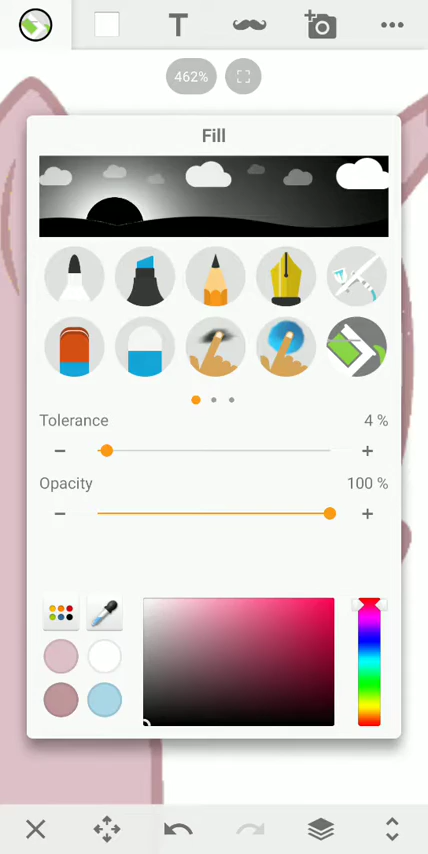 T
462%
Fill
Tolerance 4 %
− +
Opacity 100 %
− +